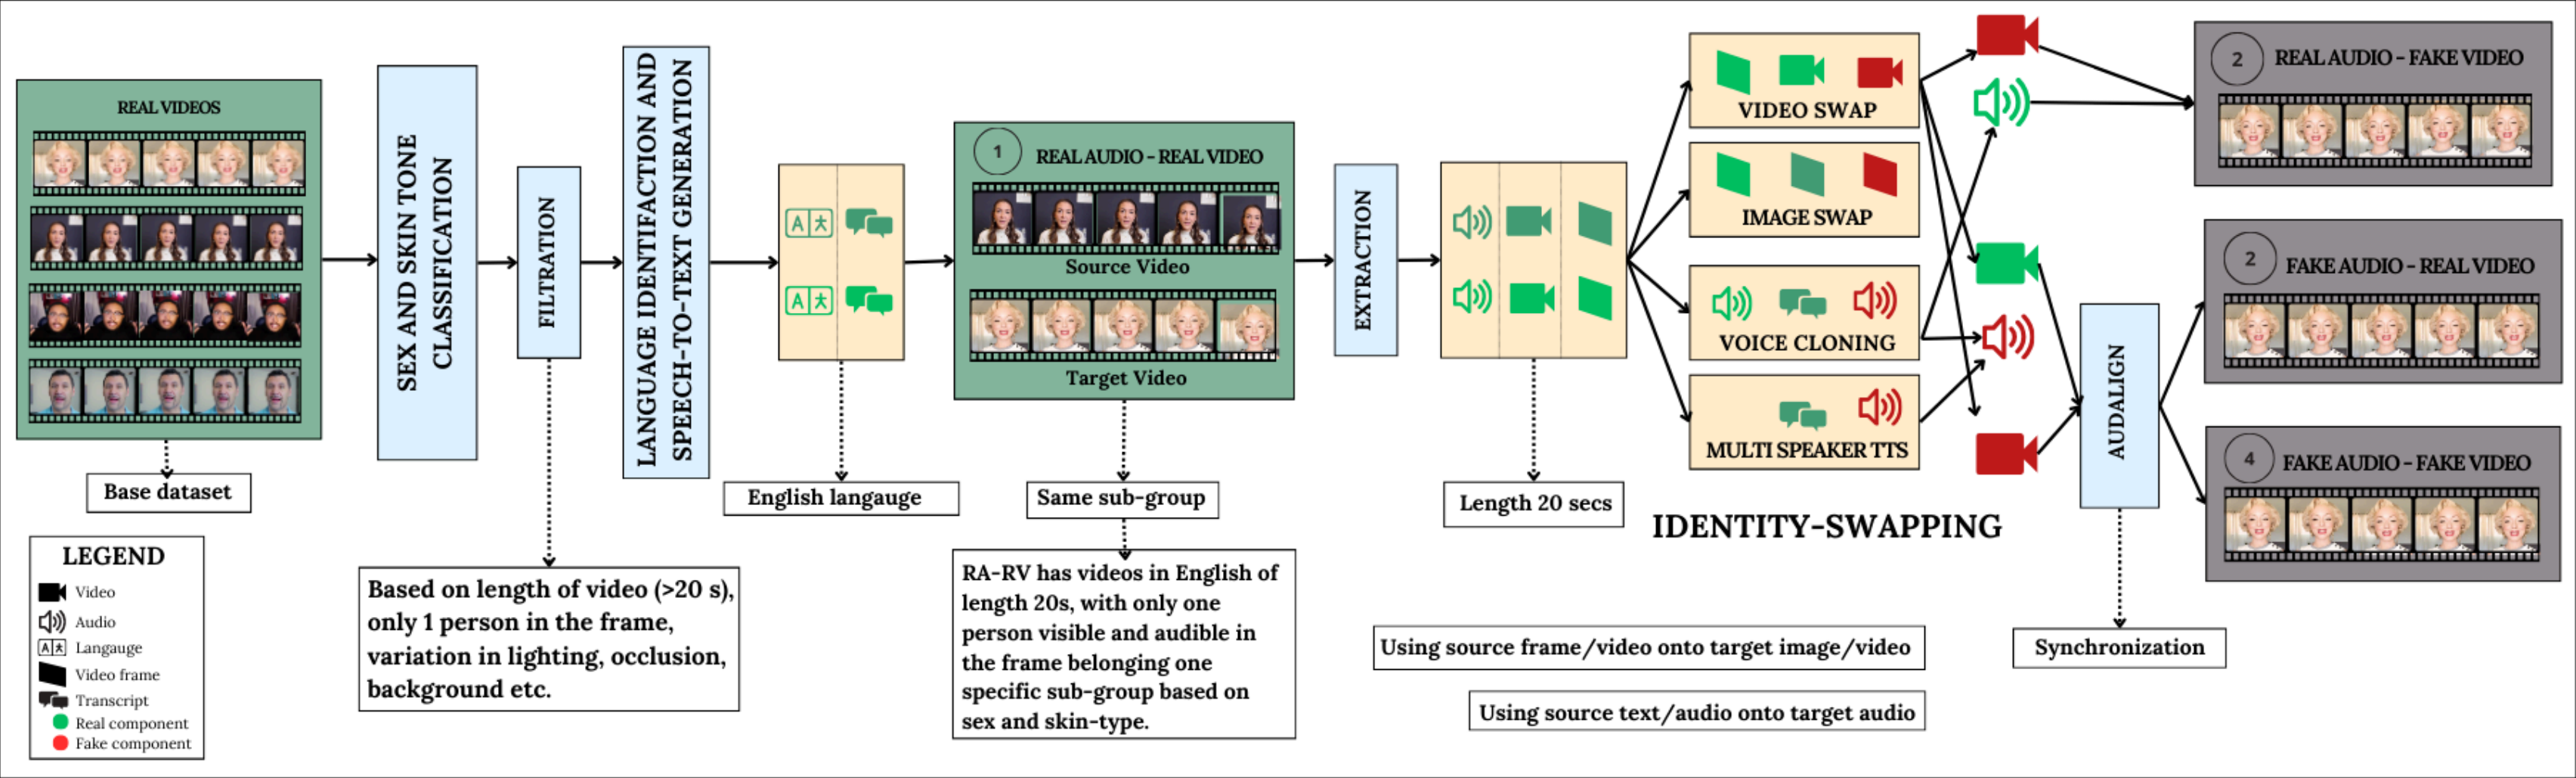 REAL VIDEOS
Base dataset
LEGEND
Video
Audio
Langauge
Video frame
Transcript
Real component
Fake component
SEX AND SKIN TONE
CLASSIFICATION
FILTRATION
Based on length of video (>20 s),
only 1 person in the frame,
variation in lighting, occlusion,
background etc.
LANGUAGE IDENTIFACTION AND
SPEECH-TO-TEXT GENERATION
English langauge
1
REAL AUDIO - REAL VIDEO
Source Video
Target Video
Same sub-group
RA-RV has videos in English of
length 20s, with only one
person visible and audible in
the frame belonging one
specific sub-group based on
sex and skin-type.
EXTRACTION
Length 20 secs
VIDEO SWAP
IMAGE SWAP
VOICE CLONING
MULTI SPEAKER TTS
IDENTITY-SWAPPING
Using source frame/video onto target image/video
Using source text/audio onto target audio
AUDALIGN
Synchronization
2
REAL AUDIO - FAKE VIDEO
2
FAKE AUDIO - REAL VIDEO
4
FAKE AUDIO - FAKE VIDEO